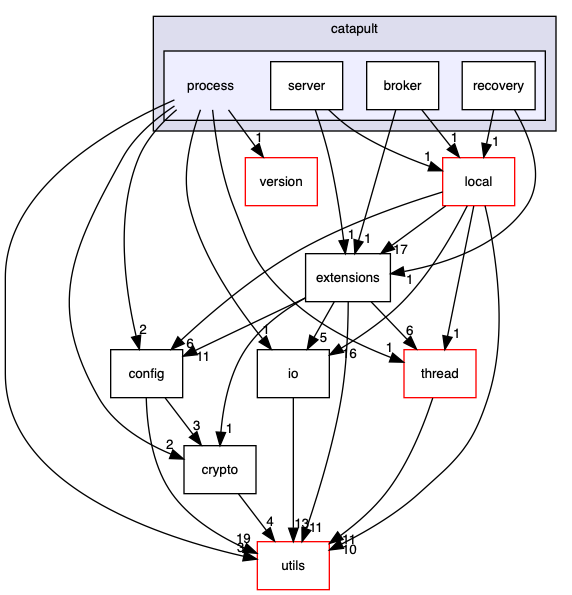 catapult
process
server
broker
recovery
1
1
1
1
version
local
1
1
17
1
extensions
2
6
11
1
5
6
1
6
1
config
io
thread
3
1
2
crypto
4
13
11
19
11
10
utils